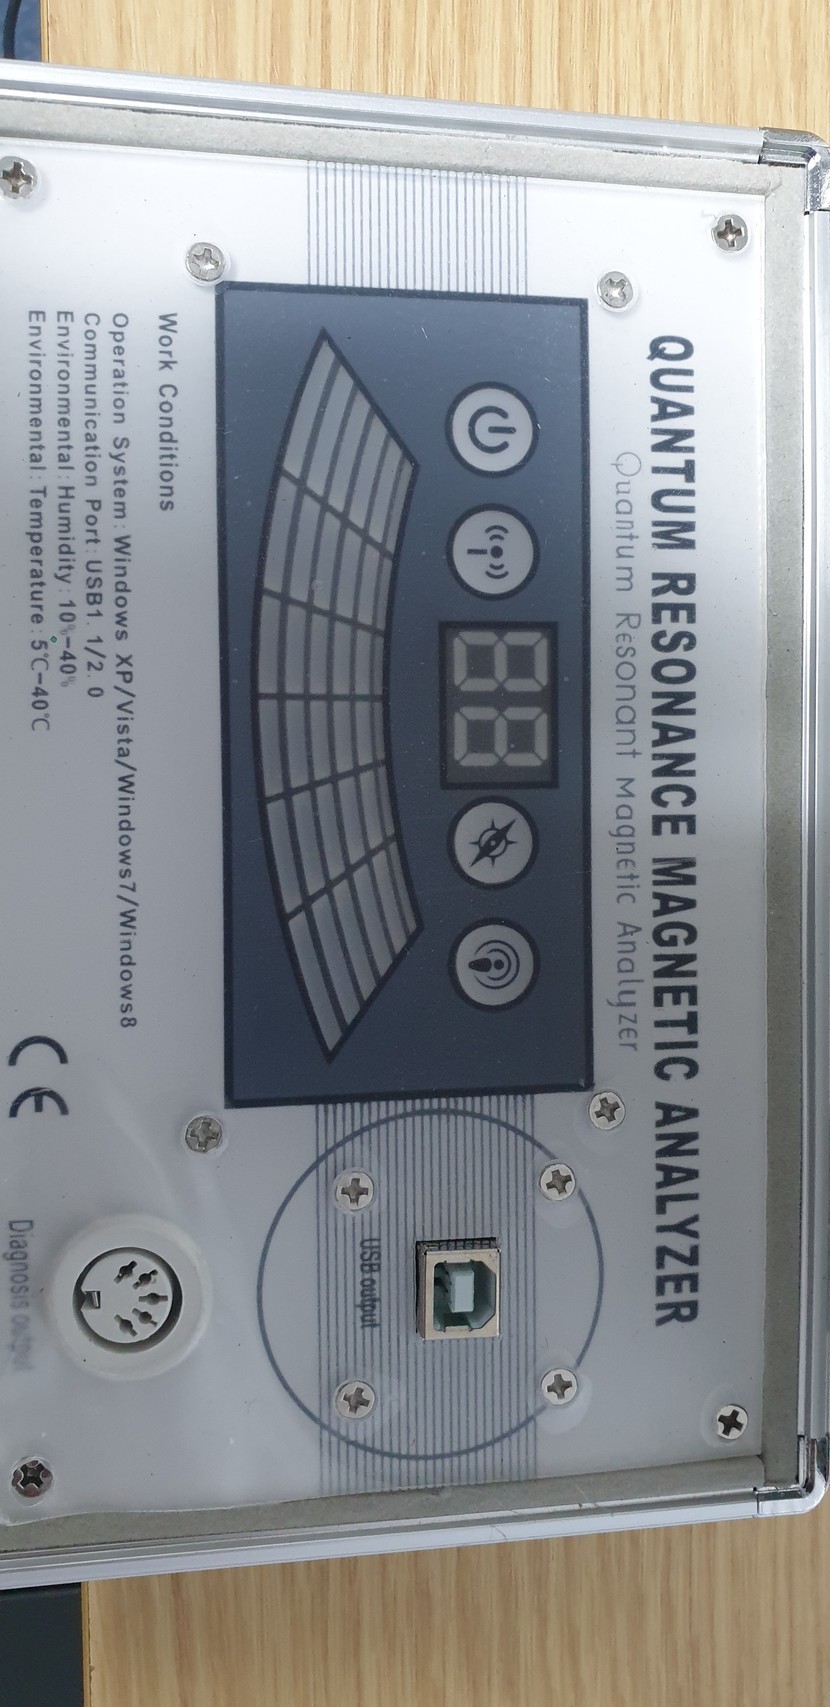 QUANTUM RESONANCE MAGNETIC ANALYZER
Quantum Resonant Magnetic Analyzer
88
USB output
Work Conditions
Operation System: Windows XP/Vista/Windows7/Windows8
Communication Port: USB1. 1/2. 0
Environmental: Humidity: 10%-40%
Environmental: Temperature: 5℃-40℃
CE
Diagnosis output